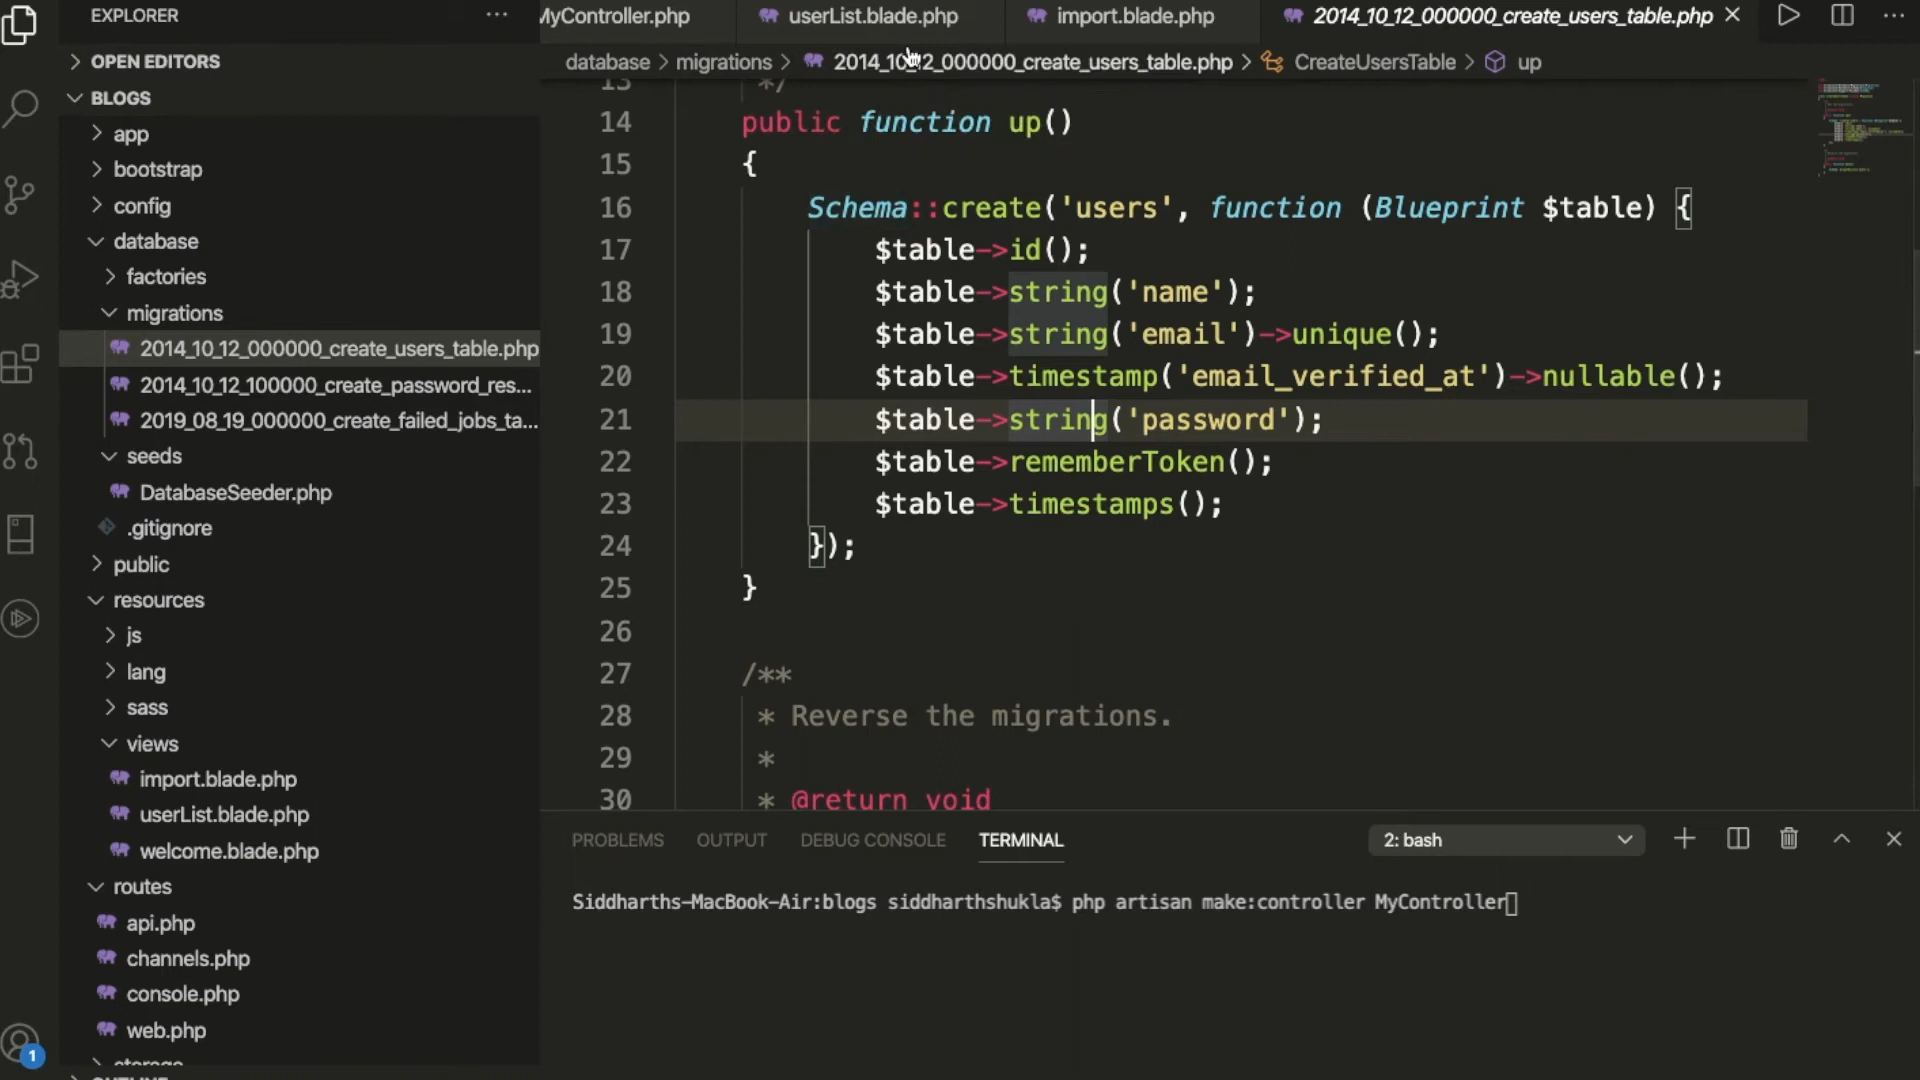 EXPLORER
OPEN EDITORS
BLOGS
app
bootstrap
config
database
factories
migrations
2014_10_12_000000_create_users_table.php
2014_10_12_100000_create_password_res...
2019_08_19_000000_create_failed_jobs_ta...
seeds
DatabaseSeeder.php
.gitignore
public
resources
js
lang
sass
views
import.blade.php
userList.blade.php
welcome.blade.php
routes
api.php
channels.php
console.php
web.php
1
MyController.php
userList.blade.php
import.blade.php
2014_10_12_000000_create_users_table.php
database > migrations > 2014_10_12_000000_create_users_table.php > CreateUsersTable > up
13 */
14 public function up()
15 {
16 Schema::create('users', function (Blueprint $table) {
17 $table->id();
18 $table->string('name');
19 $table->string('email')->unique();
20 $table->timestamp('email_verified_at')->nullable();
21 $table->string('password');
22 $table->rememberToken();
23 $table->timestamps();
24 });
25 }
26
27 /**
28 * Reverse the migrations.
29 *
30 * @return void
PROBLEMS OUTPUT DEBUG CONSOLE TERMINAL 2: bash
Siddharths-MacBook-Air:blogs siddharthshukla$ php artisan make:controller MyController